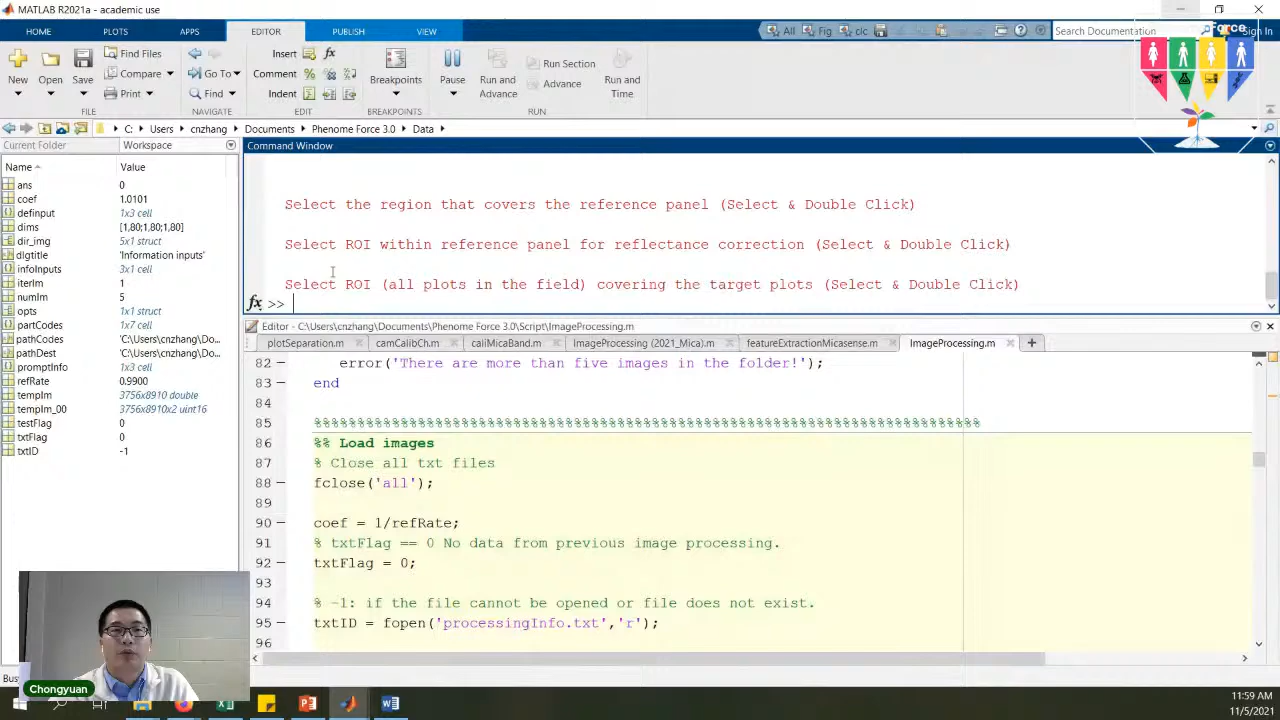 MATLAB R2021a - academic use
HOME PLOTS APPS EDITOR PUBLISH VIEW All Fig clc Search Documentation Force Sign In
New Open Save Find Files Compare Print
Go To Find
Insert Comment Indent
Breakpoints Pause Run and Advance Run Section Advance Run and Time
FILE NAVIGATE EDIT BREAKPOINTS RUN
C: Users cnzhang Documents Phenome Force 3.0 Data
Current Folder Workspace
Name Value
ans 0
coef 1.0101
definput 1x3 cell
dims [1,80;1,80;1,80]
dir_img 5x1 struct
dlgtitle 'Information inputs'
infoInputs 3x1 cell
iterIm 1
numIm 5
opts 1x1 struct
partCodes 1x7 cell
pathCodes 'C:\Users\cnzhang\Do...
pathDest 'C:\Users\cnzhang\Do...
promptInfo 1x3 cell
refRate 0.9900
tempIm 3756x8910 double
tempIm_00 3756x8910x2 uint16
testFlag 0
txtFlag 0
txtID -1
Command Window
Select the region that covers the reference panel (Select & Double Click)
Select ROI within reference panel for reflectance correction (Select & Double Click)
Select ROI (all plots in the field) covering the target plots (Select & Double Click)
fx >>
Editor - C:\Users\cnzhang\Documents\Phenome Force 3.0\Script\ImageProcessing.m
plotSeparation.m camCalibCh.m caliMicaBand.m ImageProcessing (2021_Mica).m featureExtractionMicasense.m ImageProcessing.m
82 error('There are more than five images in the folder!');
83 end
84
85 %%%%%%%%%%%%%%%%%%%%%%%%%%%%%%%%%%%%%%%%%%%%%%%%%%%%%%%%%%%%%%%%%%%%%%%%%%%%%
86 %% Load images
87 % Close all txt files
88 fclose('all');
89
90 coef = 1/refRate;
91 % txtFlag == 0 No data from previous image processing.
92 txtFlag = 0;
93
94 % -1: if the file cannot be opened or file does not exist.
95 txtID = fopen('processingInfo.txt','r');
96
Chongyuan
11:59 AM
11/5/2021